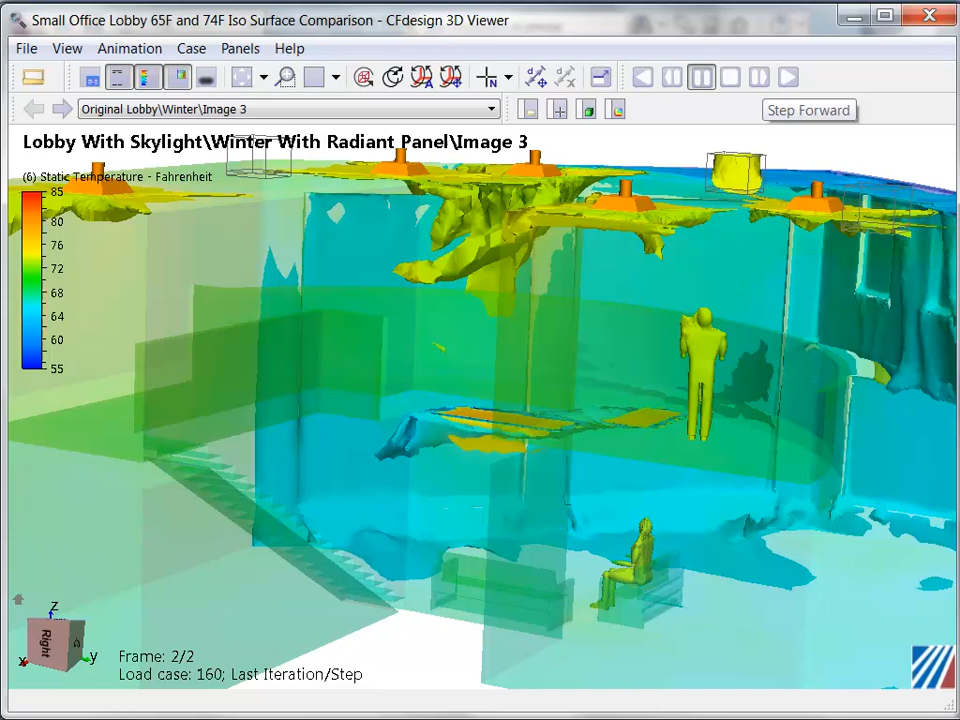 Small Office Lobby 65F and 74F Iso Surface Comparison - CFdesign 3D Viewer
File View Animation Case Panels Help
N
A
Original Lobby\Winter\Image 3
Step Forward
Lobby With Skylight\Winter With Radiant Panel\Image 3
(6) Static Temperature - Fahrenheit
85
80
76
72
68
64
60
55
Z
Right
x
y
Frame: 2/2
Load case: 160; Last Iteration/Step